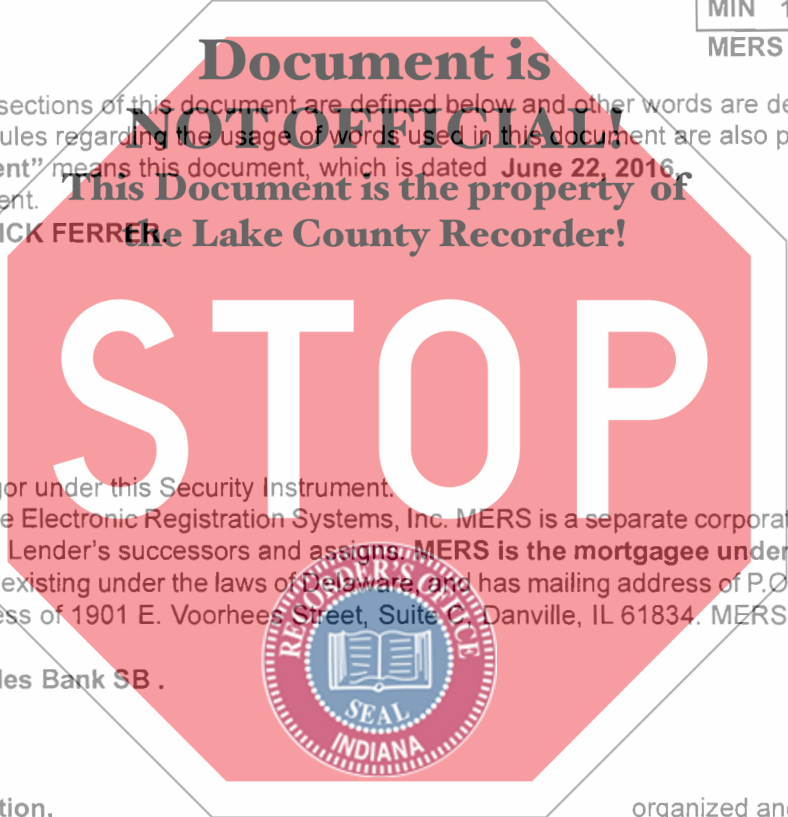 MIN 1
Document is
MERS
sections of this document are defined below and other words are de
ules regarding the usage of words used in this document are also p
NOT OFFICIAL!
ent" means this document, which is dated June 22, 2016,
This Document is the property of
ent.
ICK FERRER.
the Lake County Recorder!
STOP
gor under this Security Instrument.
e Electronic Registration Systems, Inc. MERS is a separate corporat
Lender's successors and assigns. MERS is the mortgagee under
existing under the laws of Delaware, and has mailing address of P.O
ess of 1901 E. Voorhees Street, Suite C, Danville, IL 61834. MERS
RECORDER'S OFFICE
SEAL
INDIANA
les Bank SB .
tion.
organized and